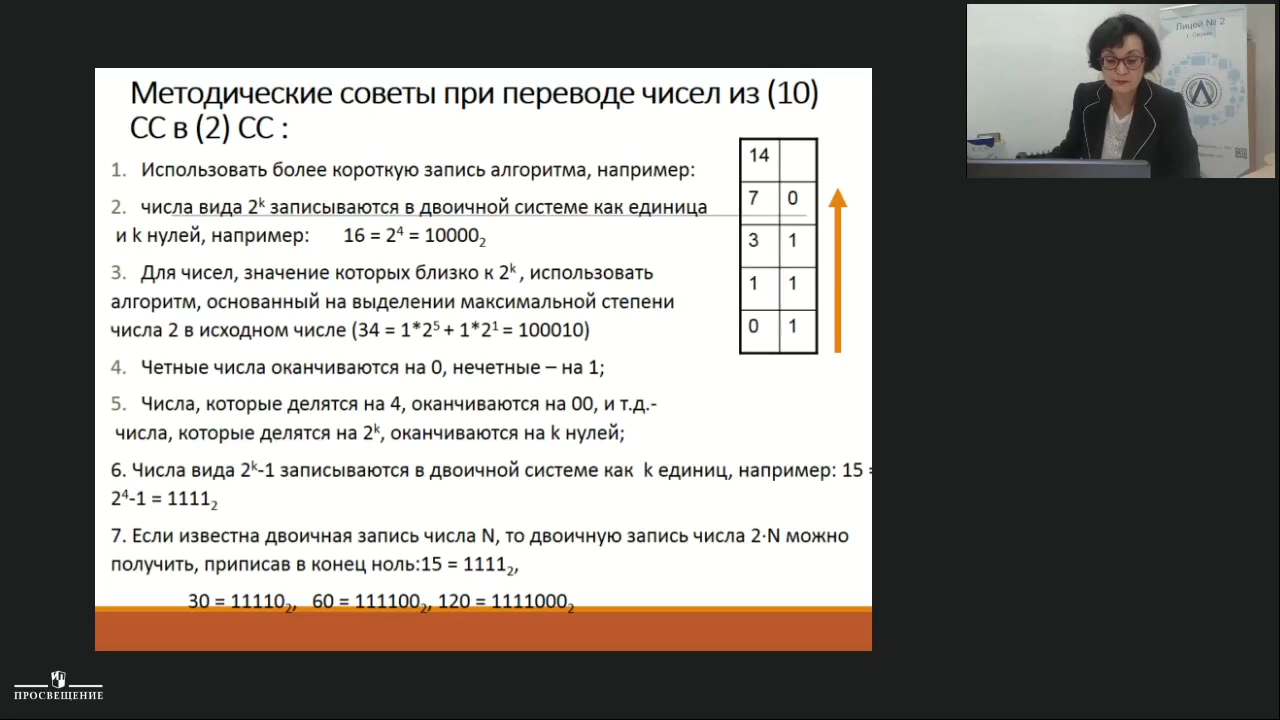 Методические советы при переводе чисел из (10)
СС в (2) СС :
1. Использовать более короткую запись алгоритма, например:
2. числа вида 2ᵏ записываются в двоичной системе как единица
и k нулей, например: 16 = 2⁴ = 10000₂
3. Для чисел, значение которых близко к 2ᵏ , использовать
алгоритм, основанный на выделении максимальной степени
числа 2 в исходном числе (34 = 1*2⁵ + 1*2¹ = 100010)
4. Четные числа оканчиваются на 0, нечетные – на 1;
5. Числа, которые делятся на 4, оканчиваются на 00, и т.д.-
числа, которые делятся на 2ᵏ, оканчиваются на k нулей;
6. Числа вида 2ᵏ-1 записываются в двоичной системе как k единиц, например: 15 =
2⁴-1 = 1111₂
7. Если известна двоичная запись числа N, то двоичную запись числа 2·N можно
получить, приписав в конец ноль:15 = 1111₂,
30 = 11110₂, 60 = 111100₂, 120 = 1111000₂
14
7 0
3 1
1 1
0 1
Лицей № 2
ПРОСВЕЩЕНИЕ